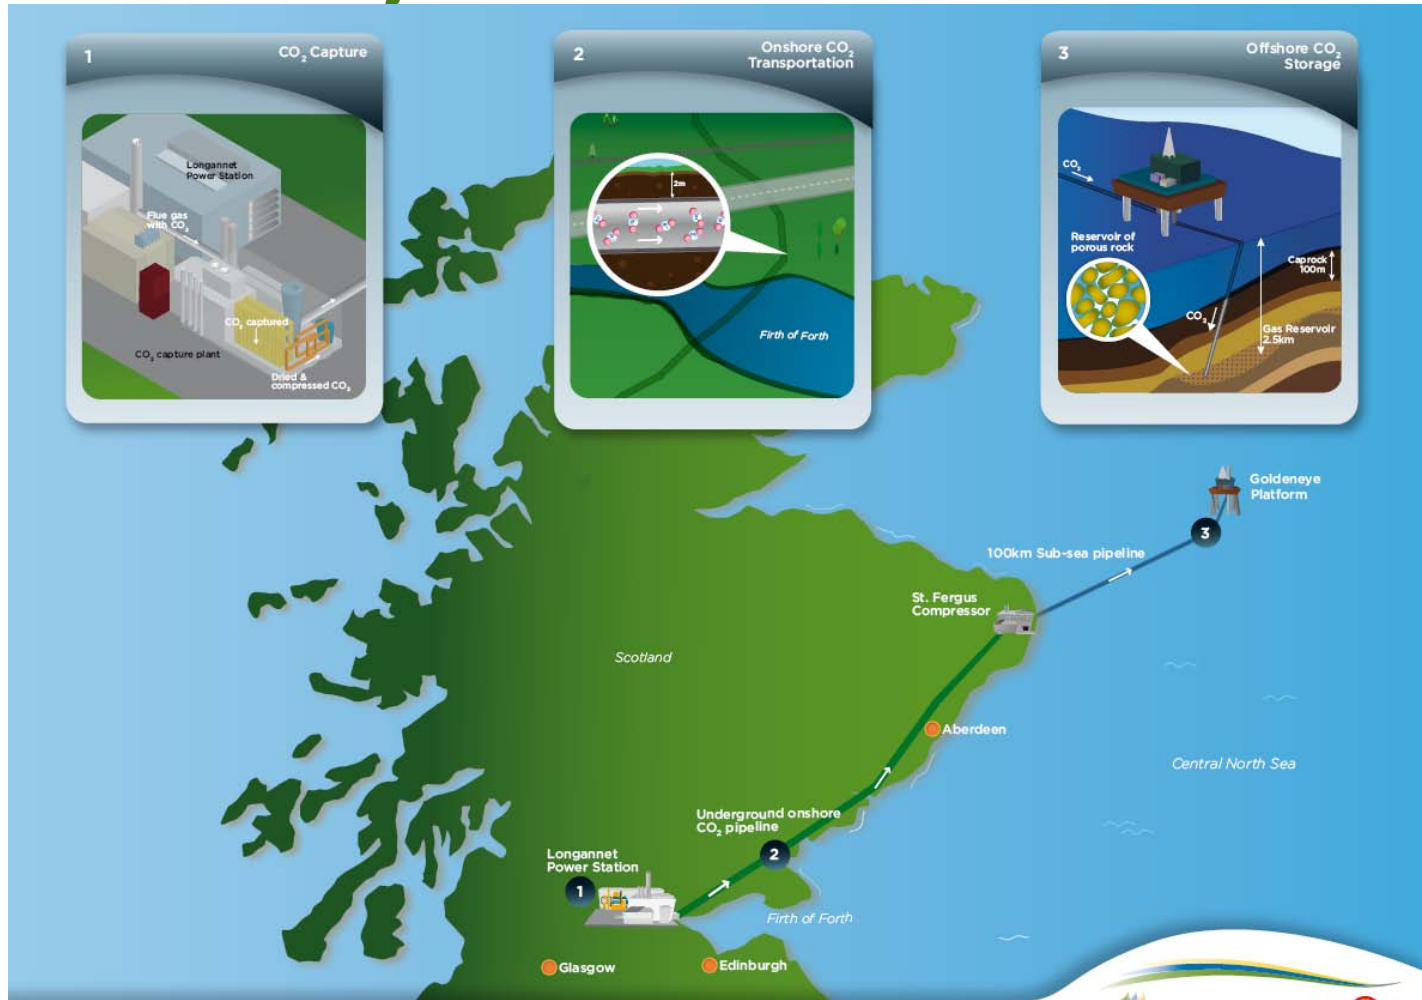 1
CO₂ Capture
Longannet
Power Station
Flue gas
with CO₂
CO₂ captured
CO₂ capture plant
Dried &
compressed CO₂
2
Onshore CO₂
Transportation
2m
Firth of Forth
3
Offshore CO₂
Storage
CO₂
Reservoir of
porous rock
Caprock
100m
CO₂
Gas Reservoir
2.5km
Goldeneye
Platform
3
100km Sub-sea pipeline
St. Fergus
Compressor
Scotland
Aberdeen
Central North Sea
Underground onshore
CO₂ pipeline
2
Longannet
Power Station
1
Firth of Forth
Glasgow
Edinburgh